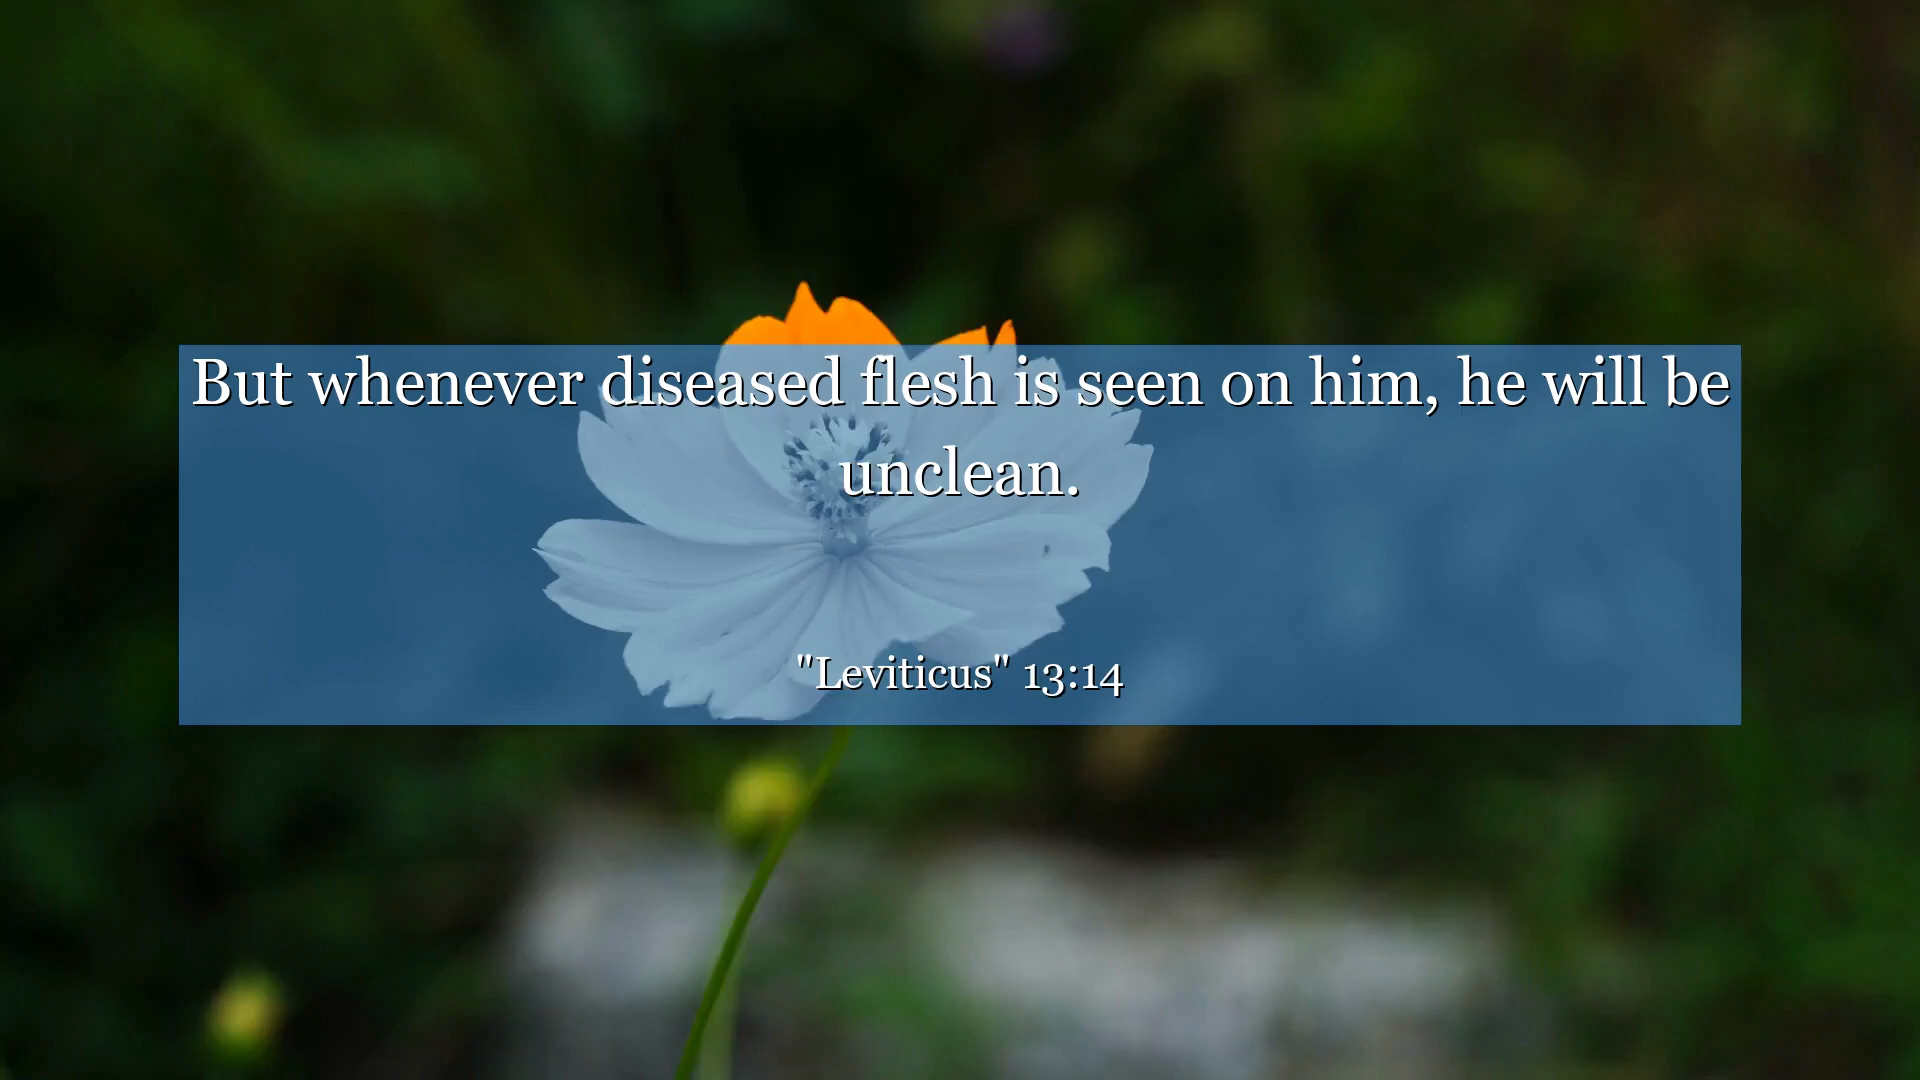 But whenever diseased flesh is seen on him, he will be
unclean.
"Leviticus" 13:14